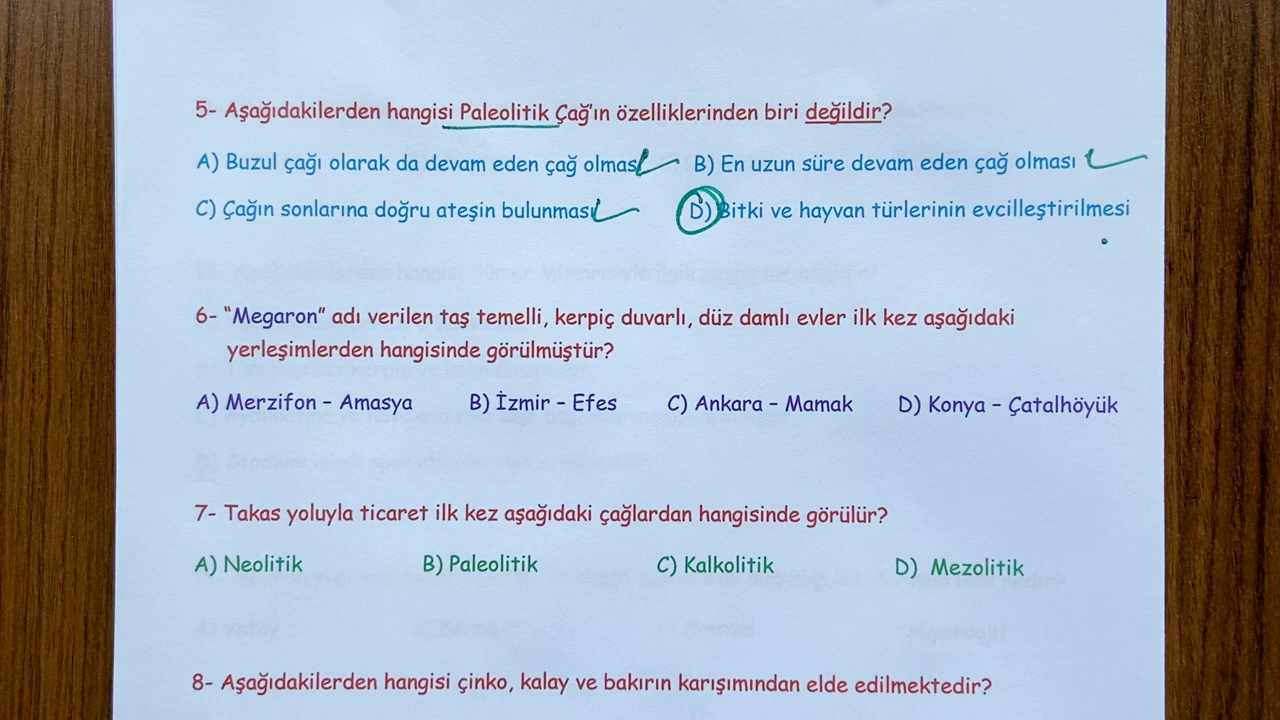 5- Aşağıdakilerden hangisi Paleolitik Çağ'ın özelliklerinden biri değildir?
A) Buzul çağı olarak da devam eden çağ olması B) En uzun süre devam eden çağ olması
C) Çağın sonlarına doğru ateşin bulunması D) Bitki ve hayvan türlerinin evcilleştirilmesi
6- "Megaron" adı verilen taş temelli, kerpiç duvarlı, düz damlı evler ilk kez aşağıdaki
yerleşimlerden hangisinde görülmüştür?
A) Merzifon - Amasya B) İzmir - Efes C) Ankara - Mamak D) Konya - Çatalhöyük
7- Takas yoluyla ticaret ilk kez aşağıdaki çağlardan hangisinde görülür?
A) Neolitik B) Paleolitik C) Kalkolitik D) Mezolitik
8- Aşağıdakilerden hangisi çinko, kalay ve bakırın karışımından elde edilmektedir?